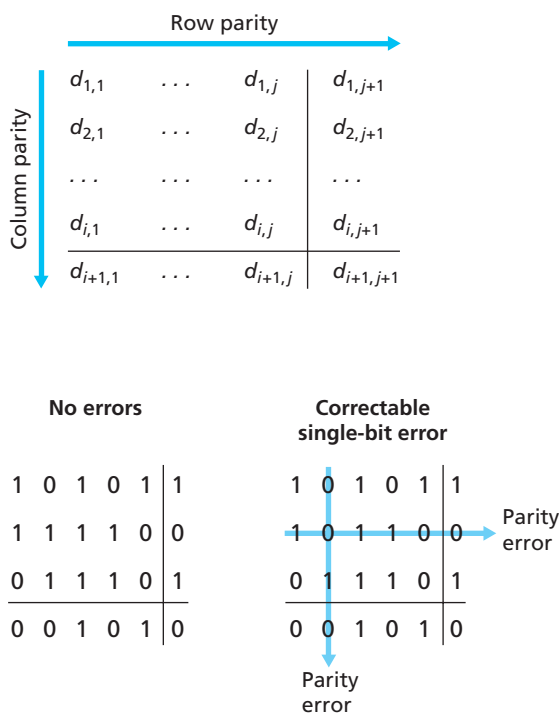 Row parity
Column parity
d1,1 . . . d1, j d1, j+1
d2,1 . . . d2, j d2, j+1
. . . . . . . . . . . .
di,1 . . . di, j di, j+1
di+1,1 . . . di+1, j di+1, j+1
No errors
1 0 1 0 1 1
1 1 1 1 0 0
0 1 1 1 0 1
0 0 1 0 1 0
Correctable
single-bit error
1 0 1 0 1 1
1 0 1 1 0 0
0 1 1 1 0 1
0 0 1 0 1 0
Parity
error
Parity
error